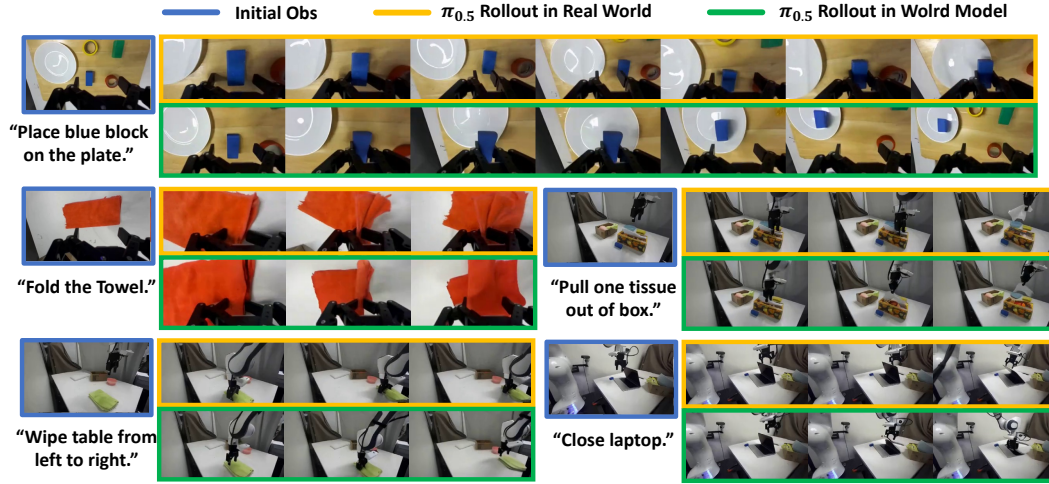 Initial Obs
π0.5 Rollout in Real World
π0.5 Rollout in Wolrd Model
“Place blue block
on the plate.”
“Fold the Towel.”
“Pull one tissue
out of box.”
“Wipe table from
left to right.”
“Close laptop.”